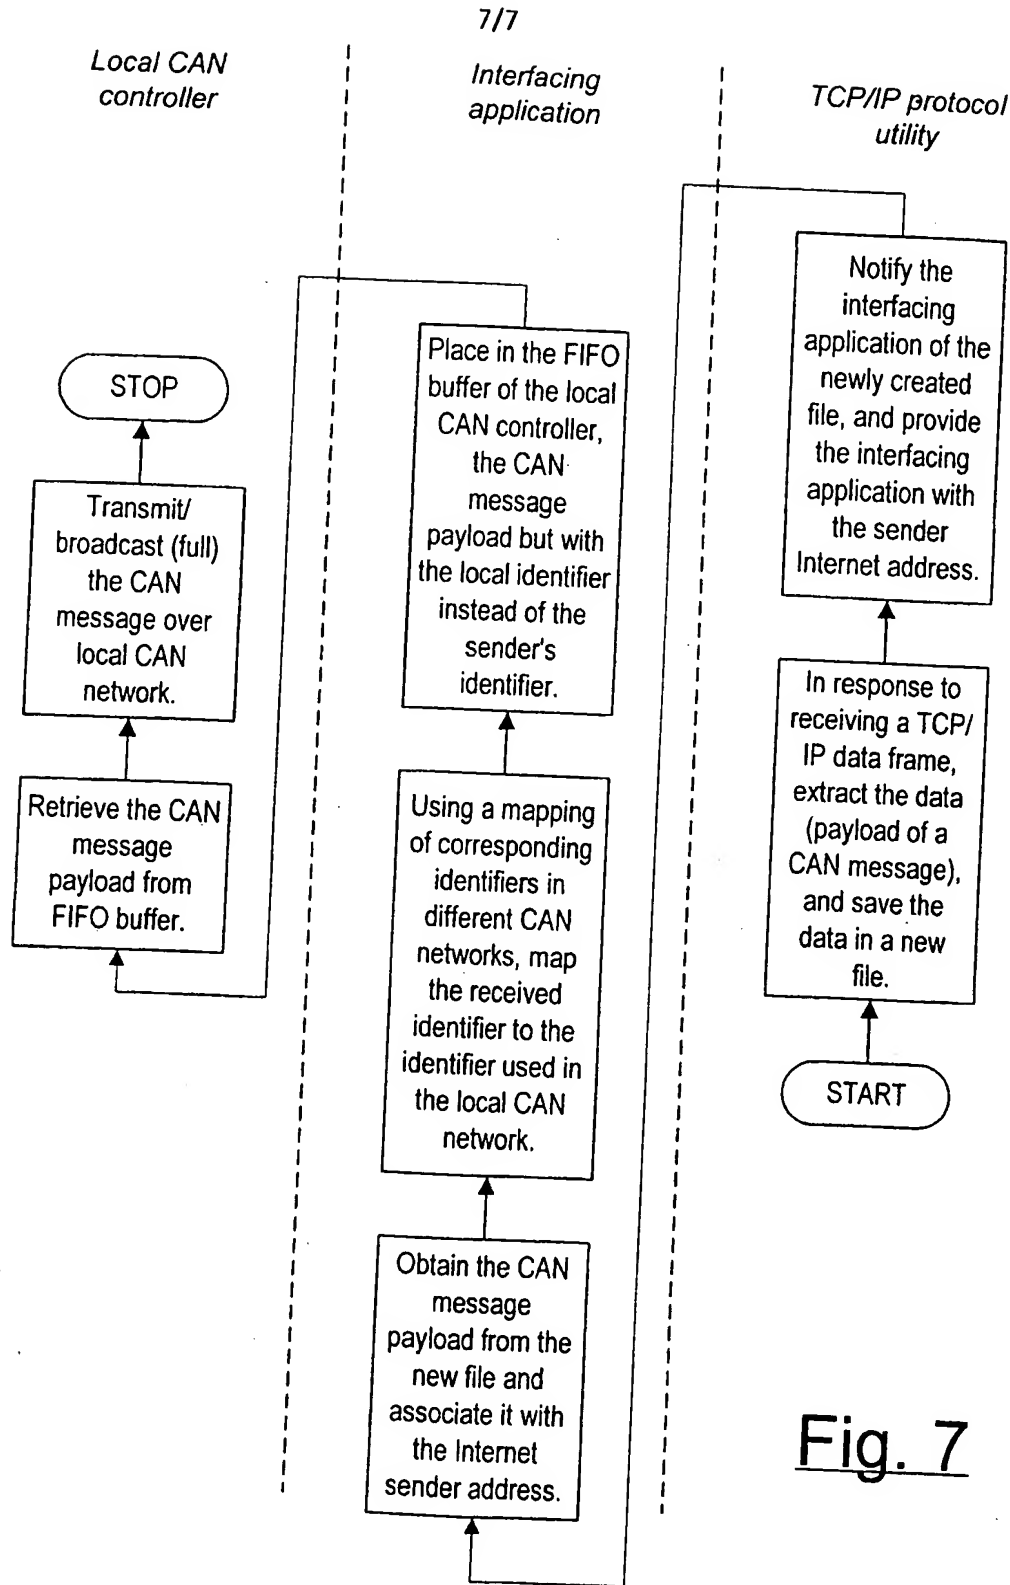 7/7
Local CAN
controller
Interfacing
application
TCP/IP protocol
utility
STOP
Transmit/
broadcast (full)
the CAN
message over
local CAN
network.
Retrieve the CAN
message
payload from
FIFO buffer.
Place in the FIFO
buffer of the local
CAN controller,
the CAN
message
payload but with
the local identifier
instead of the
sender's
identifier.
Using a mapping
of corresponding
identifiers in
different CAN
networks, map
the received
identifier to the
identifier used in
the local CAN
network.
Obtain the CAN
message
payload from the
new file and
associate it with
the Internet
sender address.
Notify the
interfacing
application of the
newly created
file, and provide
the interfacing
application with
the sender
Internet address.
In response to
receiving a TCP/
IP data frame,
extract the data
(payload of a
CAN message),
and save the
data in a new
file.
START
Fig. 7